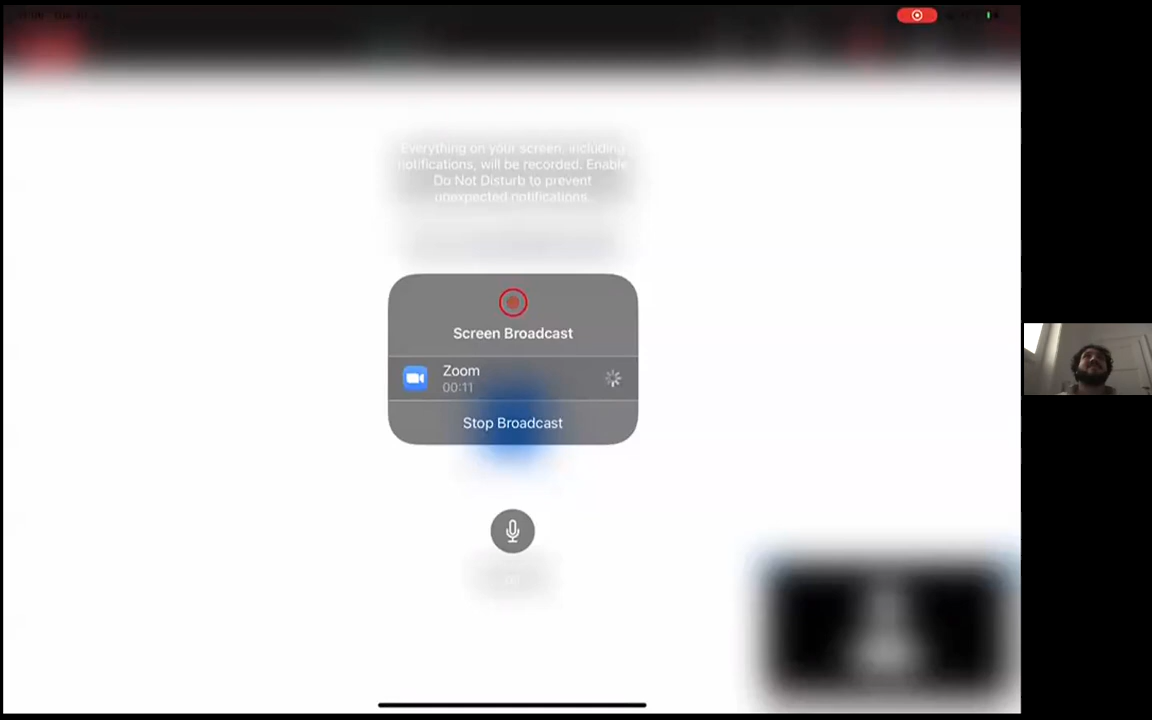 Everything on your screen, including
notifications, will be recorded. Enable
Do Not Disturb to prevent
unexpected notifications.
Screen Broadcast
Zoom
00:11
Stop Broadcast